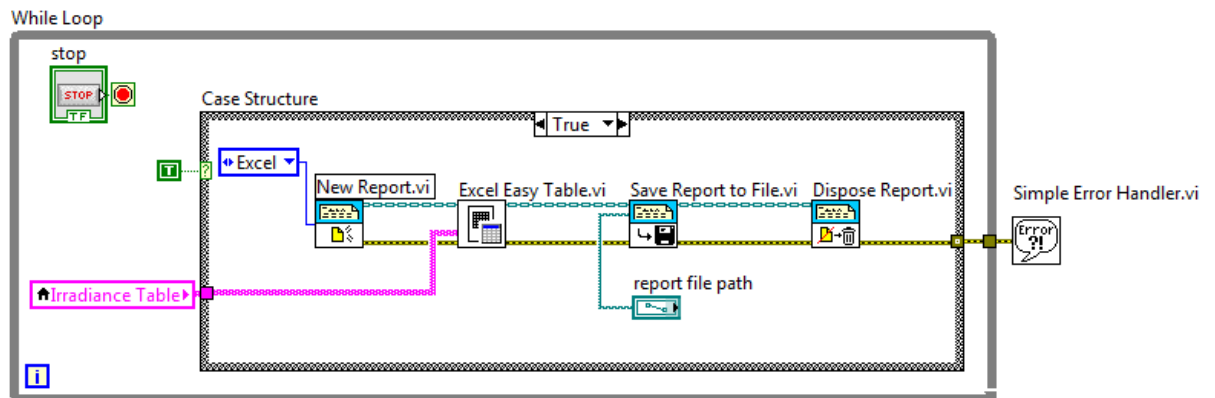 While Loop
stop
STOP
TF
Case Structure
True
T
?
Excel
New Report.vi
Excel Easy Table.vi
Save Report to File.vi
Dispose Report.vi
Simple Error Handler.vi
Error
?!
Irradiance Table
report file path
i